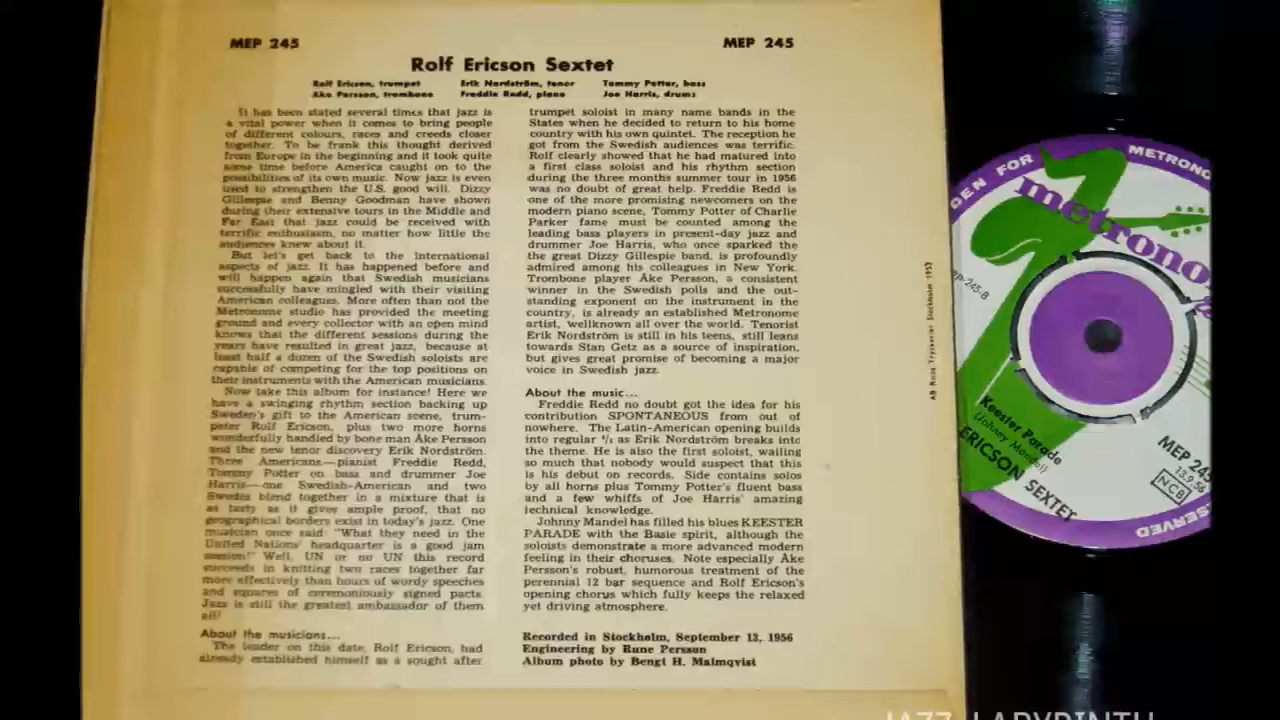 MEP 245
MEP 245
Rolf Ericson Sextet
Rolf Ericson, trumpet
Åke Persson, trombone
Erik Nordström, tenor
Freddie Redd, piano
Tommy Potter, bass
Joe Harris, drums
It has been stated several times that jazz is
a vital power when it comes to bring people
of different colours, races and creeds closer
together. To be frank this thought derived
from Europe in the beginning and it took quite
some time before America caught on to the
possibilities of its own music. Now jazz is even
used to strengthen the U.S. good will. Dizzy
Gillespie and Benny Goodman have shown
during their extensive tours in the Middle and
Far East that jazz could be received with
terrific enthusiasm, no matter how little the
audiences knew about it.
But let's get back to the international
aspects of jazz. It has happened before and
will happen again that Swedish musicians
successfully have mingled with their visiting
American colleagues. More often than not the
Metronome studio has provided the meeting
ground and every collector with an open mind
knows that the different sessions during the
years have resulted in great jazz, because at
least half a dozen of the Swedish soloists are
capable of competing for the top positions on
their instruments with the American musicians.
Now take this album for instance! Here we
have a swinging rhythm section backing up
Sweden's gift to the American scene, trum-
peter Rolf Ericson, plus two more horns
wonderfully handled by bone man Åke Persson
and the new tenor discovery Erik Nordström.
Three Americans—pianist Freddie Redd,
Tommy Potter on bass and drummer Joe
Harris—one Swedish-American and two
Swedes blend together in a mixture that is
as tasty as it gives ample proof, that no
geographical borders exist in today's jazz. One
musician once said: "What they need in the
United Nations' headquarter is a good jam
session!" Well, UN or no UN this record
succeeds in knitting two races together far
more effectively than hours of wordy speeches
and squares of ceremoniously signed pacts.
Jazz is still the greatest ambassador of them
all!
About the musicians...
The leader on this date, Rolf Ericson, had
already established himself as a sought after
trumpet soloist in many name bands in the
States when he decided to return to his home
country with his own quintet. The reception he
got from the Swedish audiences was terrific.
Rolf clearly showed that he had matured into
a first class soloist and his rhythm section
during the three months summer tour in 1956
was no doubt of great help. Freddie Redd is
one of the more promising newcomers on the
modern piano scene, Tommy Potter of Charlie
Parker fame must be counted among the
leading bass players in present-day jazz and
drummer Joe Harris, who once sparked the
the great Dizzy Gillespie band, is profoundly
admired among his colleagues in New York.
Trombone player Åke Persson, a consistent
winner in the Swedish polls and the out-
standing exponent on the instrument in the
country, is already an established Metronome
artist, wellknown all over the world. Tenorist
Erik Nordström is still in his teens, still leans
towards Stan Getz as a source of inspiration,
but gives great promise of becoming a major
voice in Swedish jazz.
About the music...
Freddie Redd no doubt got the idea for his
contribution SPONTANEOUS from out of
nowhere. The Latin-American opening builds
into regular 4/4 as Erik Nordström breaks into
the theme. He is also the first soloist, wailing
so much that nobody would suspect that this
is his debut on records. Side contains solos
by all horns plus Tommy Potter's fluent bass
and a few whiffs of Joe Harris' amazing
technical knowledge.
Johnny Mandel has filled his blues KEESTER
PARADE with the Basie spirit, although the
soloists demonstrate a more advanced modern
feeling in their choruses. Note especially Åke
Persson's robust, humorous treatment of the
perennial 12 bar sequence and Rolf Ericson's
opening chorus which fully keeps the relaxed
yet driving atmosphere.
Recorded in Stockholm, September 13, 1956
Engineering by Rune Persson
Album photo by Bengt H. Malmqvist
DEN FOR
METRONO
metrono
EP-245-B
Keester Parade
(Johnny Mandel)
ERICSON SEXTET
MEP 245
13.9.56
NCB
SERVED
JAZZ LABYRINTH